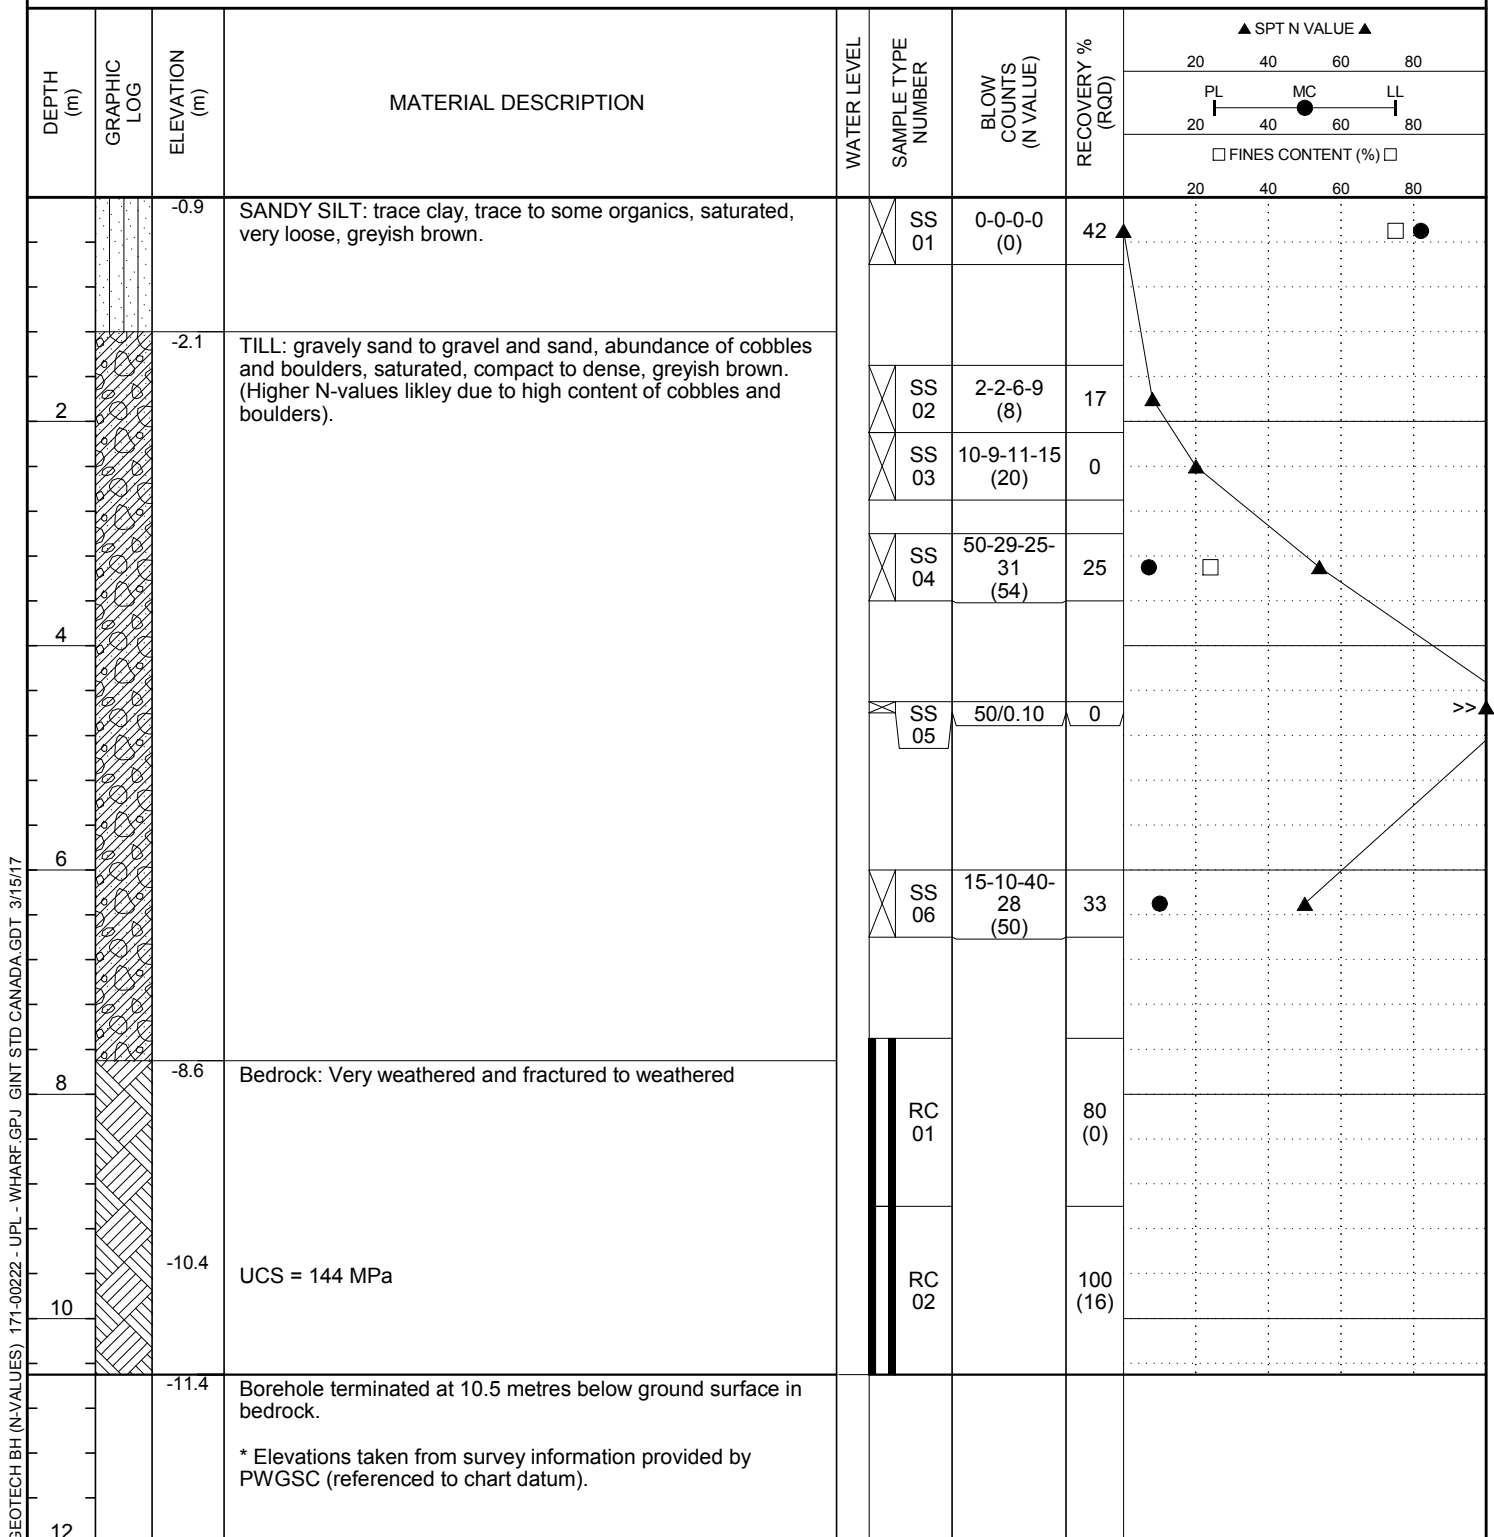 DEPTH
(m)
GRAPHIC
LOG
ELEVATION
(m)
MATERIAL DESCRIPTION
WATER LEVEL
SAMPLE TYPE
NUMBER
BLOW
COUNTS
(N VALUE)
RECOVERY %
(RQD)
▲ SPT N VALUE ▲
20 40 60 80
PL MC LL
20 40 60 80
□ FINES CONTENT (%) □
20 40 60 80
-0.9
SANDY SILT: trace clay, trace to some organics, saturated,
very loose, greyish brown.
SS
01
0-0-0-0
(0)
42
-2.1
TILL: gravely sand to gravel and sand, abundance of cobbles
and boulders, saturated, compact to dense, greyish brown.
(Higher N-values likley due to high content of cobbles and
boulders).
2
SS
02
2-2-6-9
(8)
17
SS
03
10-9-11-15
(20)
0
SS
04
50-29-25-
31
(54)
25
4
SS
05
50/0.10
0
>>
6
SS
06
15-10-40-
28
(50)
33
-8.6
Bedrock: Very weathered and fractured to weathered
8
RC
01
80
(0)
-10.4
UCS = 144 MPa
RC
02
100
(16)
10
-11.4
Borehole terminated at 10.5 metres below ground surface in
bedrock.
* Elevations taken from survey information provided by
PWGSC (referenced to chart datum).
12
GEOTECH BH (N-VALUES) 171-00222 - UPL - WHARF.GPJ GINT STD CANADA.GDT 3/15/17